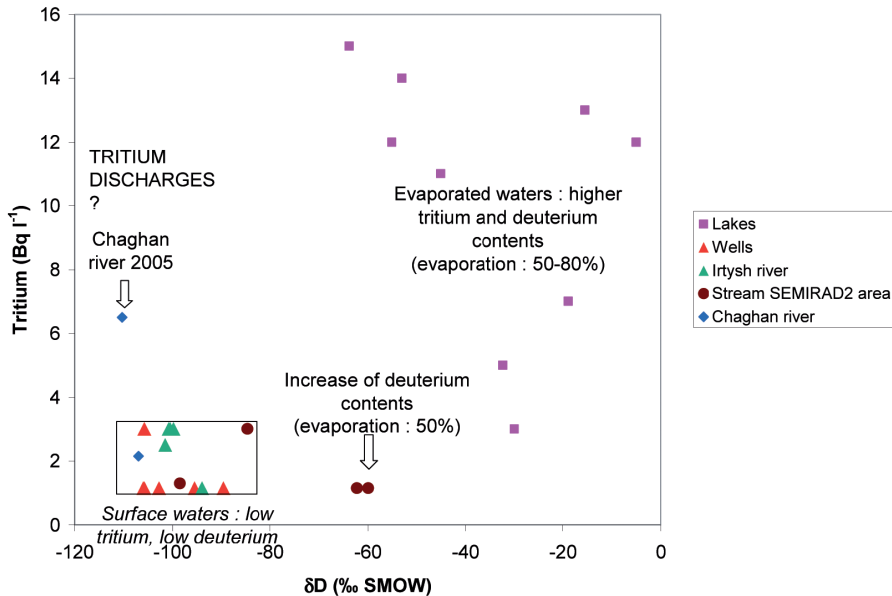 16
14
12
10
8
6
4
2
0
-120
-100
-80
-60
-40
-20
0
Tritium (Bq l-1)
δD (‰ SMOW)
TRITIUM
DISCHARGES
?
Chaghan
river 2005
Evaporated waters : higher
tritium and deuterium
contents
(evaporation : 50-80%)
Increase of deuterium
contents
(evaporation : 50%)
Surface waters : low
tritium, low deuterium
Lakes
Wells
Irtysh river
Stream SEMIRAD2 area
Chaghan river